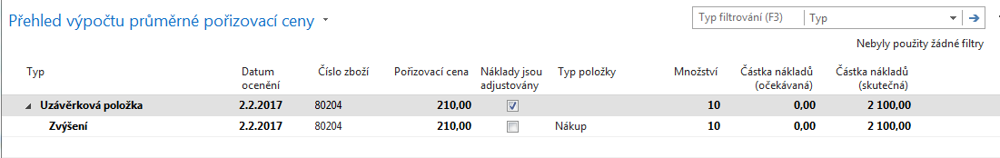 Přehled výpočtu průměrné pořizovací ceny
Typ filtrování (F3) Typ
Nebyly použity žádné filtry
Typ Datum ocenění Číslo zboží Pořizovací cena Náklady jsou adjustovány Typ položky Množství Částka nákladů (očekávaná) Částka nákladů (skutečná)
Uzávěrková položka 2.2.2017 80204 210,00 10 0,00 2 100,00
Zvýšení 2.2.2017 80204 210,00 Nákup 10 0,00 2 100,00